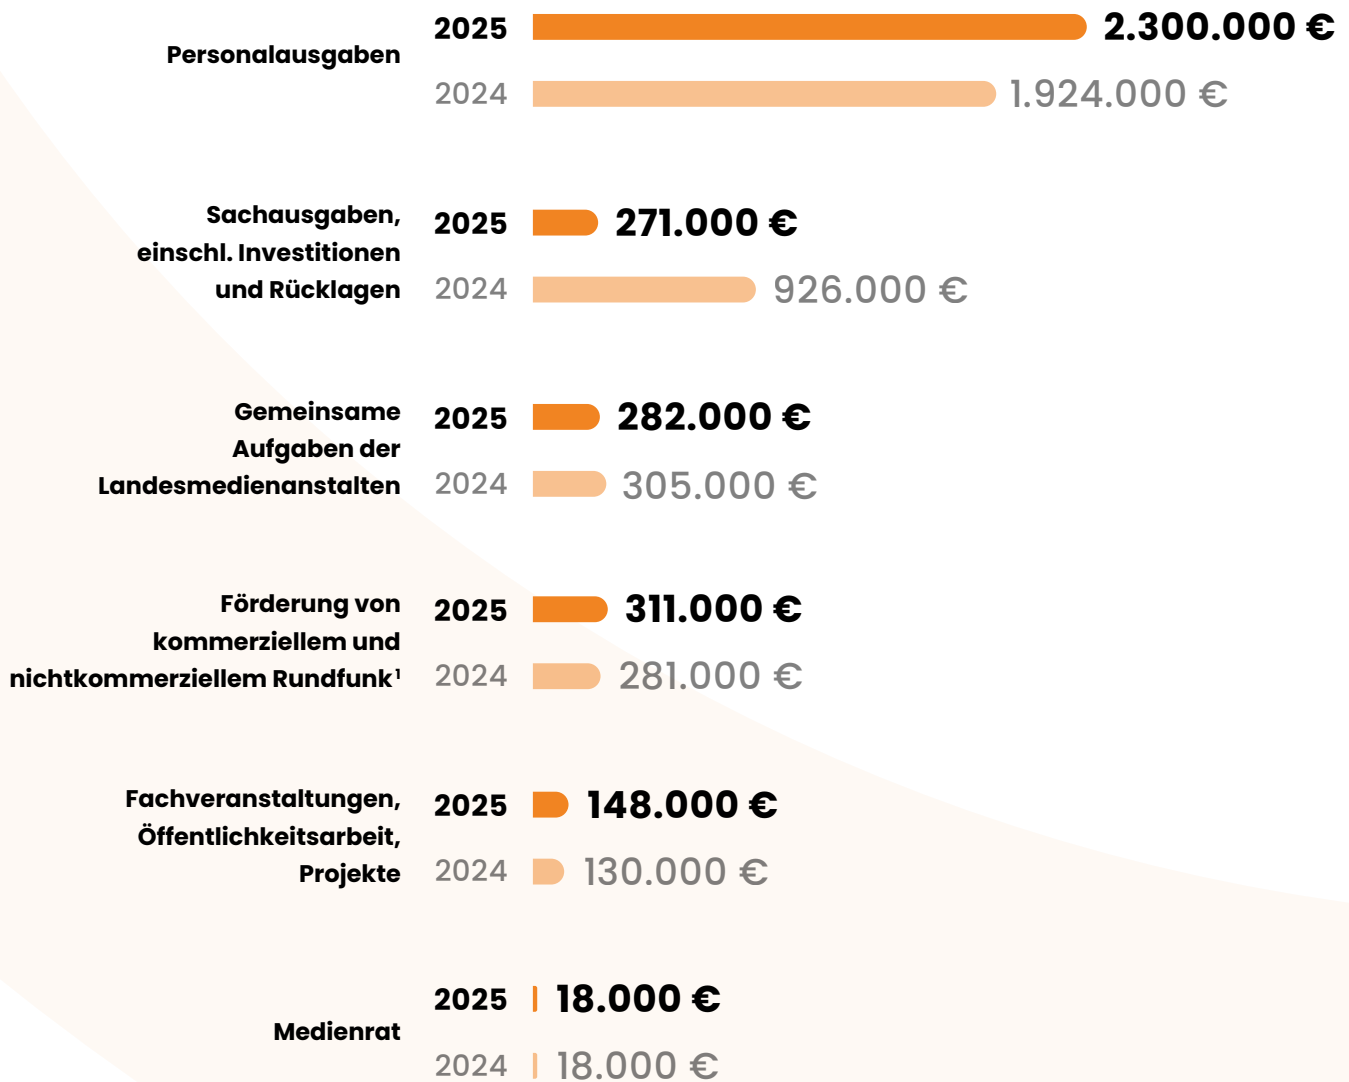 Personalausgaben
2025 2.300.000 €
2024 1.924.000 €
Sachausgaben,
einschl. Investitionen
und Rücklagen
2025 271.000 €
2024 926.000 €
Gemeinsame
Aufgaben der
Landesmedienanstalten
2025 282.000 €
2024 305.000 €
Förderung von
kommerziellem und
nichtkommerziellem Rundfunk¹
2025 311.000 €
2024 281.000 €
Fachveranstaltungen,
Öffentlichkeitsarbeit,
Projekte
2025 148.000 €
2024 130.000 €
Medienrat
2025 18.000 €
2024 18.000 €